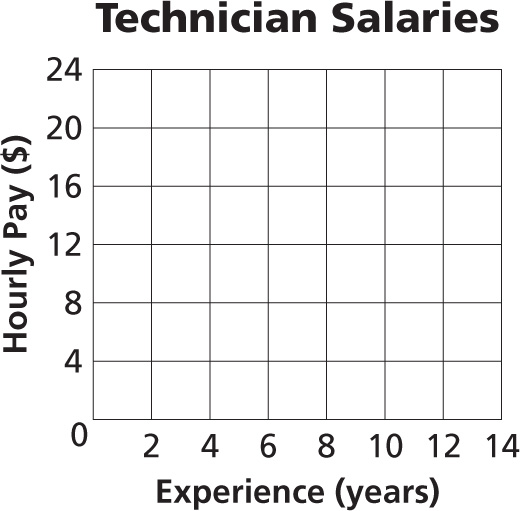 Technician Salaries
Hourly Pay ($)
24
20
16
12
8
4
0
2 4 6 8 10 12 14
Experience (years)